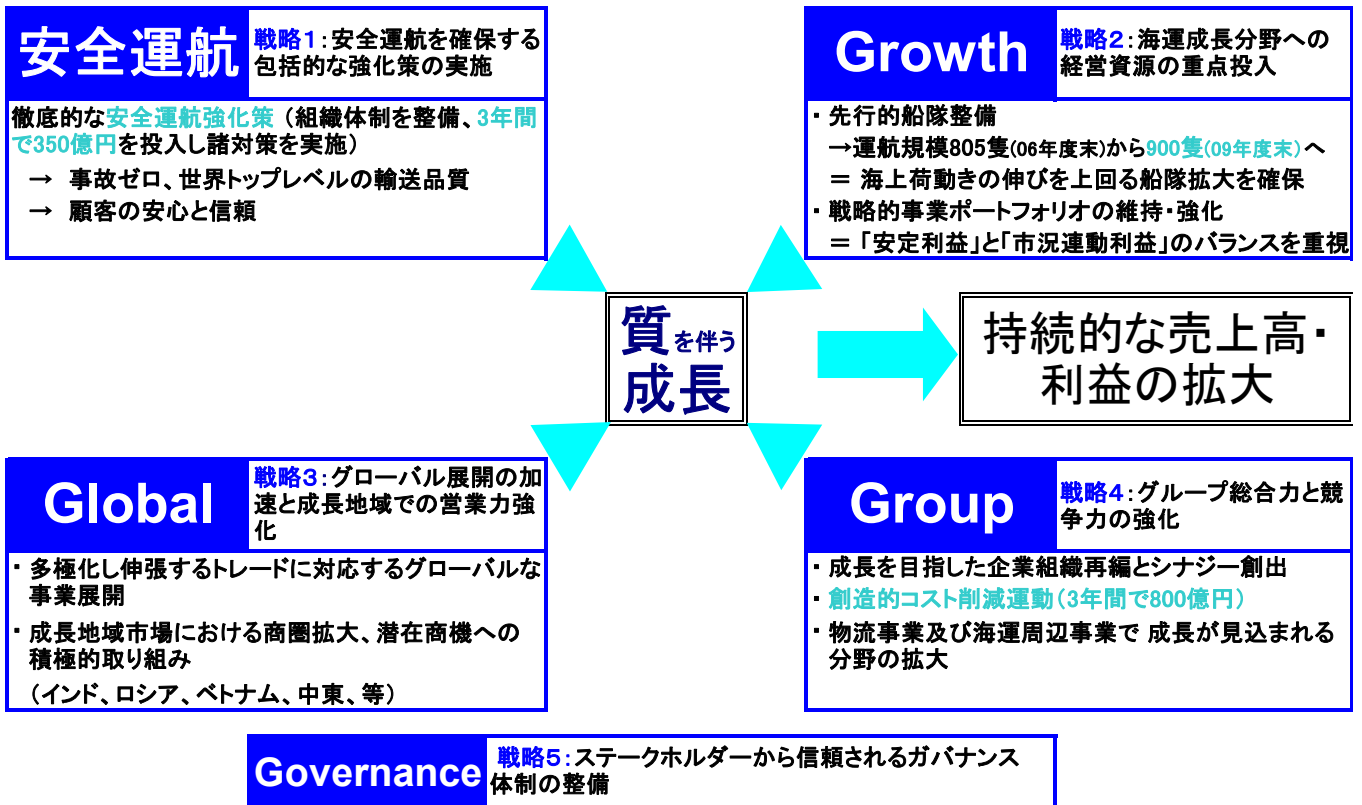 安全運航
戦略1：安全運航を確保する
包括的な強化策の実施
徹底的な安全運航強化策（組織体制を整備、3年間
で350億円を投入し諸対策を実施）
→ 事故ゼロ、世界トップレベルの輸送品質
→ 顧客の安心と信頼
Growth
戦略2：海運成長分野への
経営資源の重点投入
・先行的船隊整備
→運航規模805隻(06年度末)から900隻(09年度末)へ
＝ 海上荷動きの伸びを上回る船隊拡大を確保
・戦略的事業ポートフォリオの維持・強化
＝「安定利益」と「市況連動利益」のバランスを重視
質を伴う
成長
持続的な売上高・
利益の拡大
Global
戦略3：グローバル展開の加
速と成長地域での営業力強
化
・多極化し伸張するトレードに対応するグローバルな
事業展開
・成長地域市場における商圏拡大、潜在商機への
積極的取り組み
（インド、ロシア、ベトナム、中東、等）
Group
戦略4：グループ総合力と競
争力の強化
・成長を目指した企業組織再編とシナジー創出
・創造的コスト削減運動（3年間で800億円）
・物流事業及び海運周辺事業で 成長が見込まれる
分野の拡大
Governance
戦略5：ステークホルダーから信頼されるガバナンス
体制の整備